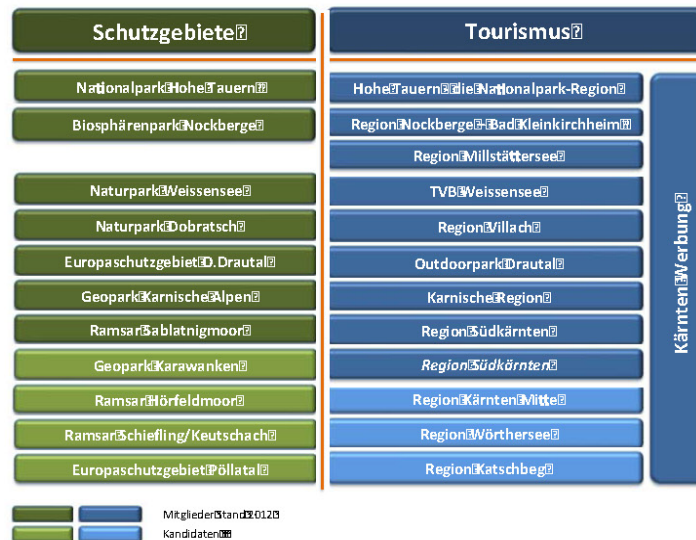 Schutzgebiete
Tourismus
Nationalpark Hohe Tauern
Hohe Tauern die Nationalpark-Region
Biosphärenpark Nockberge
Region Nockberge - Bad Kleinkirchheim
Region Millstättersee
Naturpark Weissensee
TVB Weissensee
Naturpark Dobratsch
Region Villach
Europaschutzgebiet O.Drautal
Outdoorpark Drautal
Geopark Karnische Alpen
Karnische Region
Ramsar Sablatnigmoor
Region Südkärnten
Geopark Karawanken
Region Südkärnten
Ramsar Hörfeldmoor
Region Kärnten Mitte
Ramsar Schiefling/Keutschach
Region Wörthersee
Europaschutzgebiet Pöllatal
Region Katschbeg
Kärnten Werbung
Mitglieder Stand 2012
Kandidaten